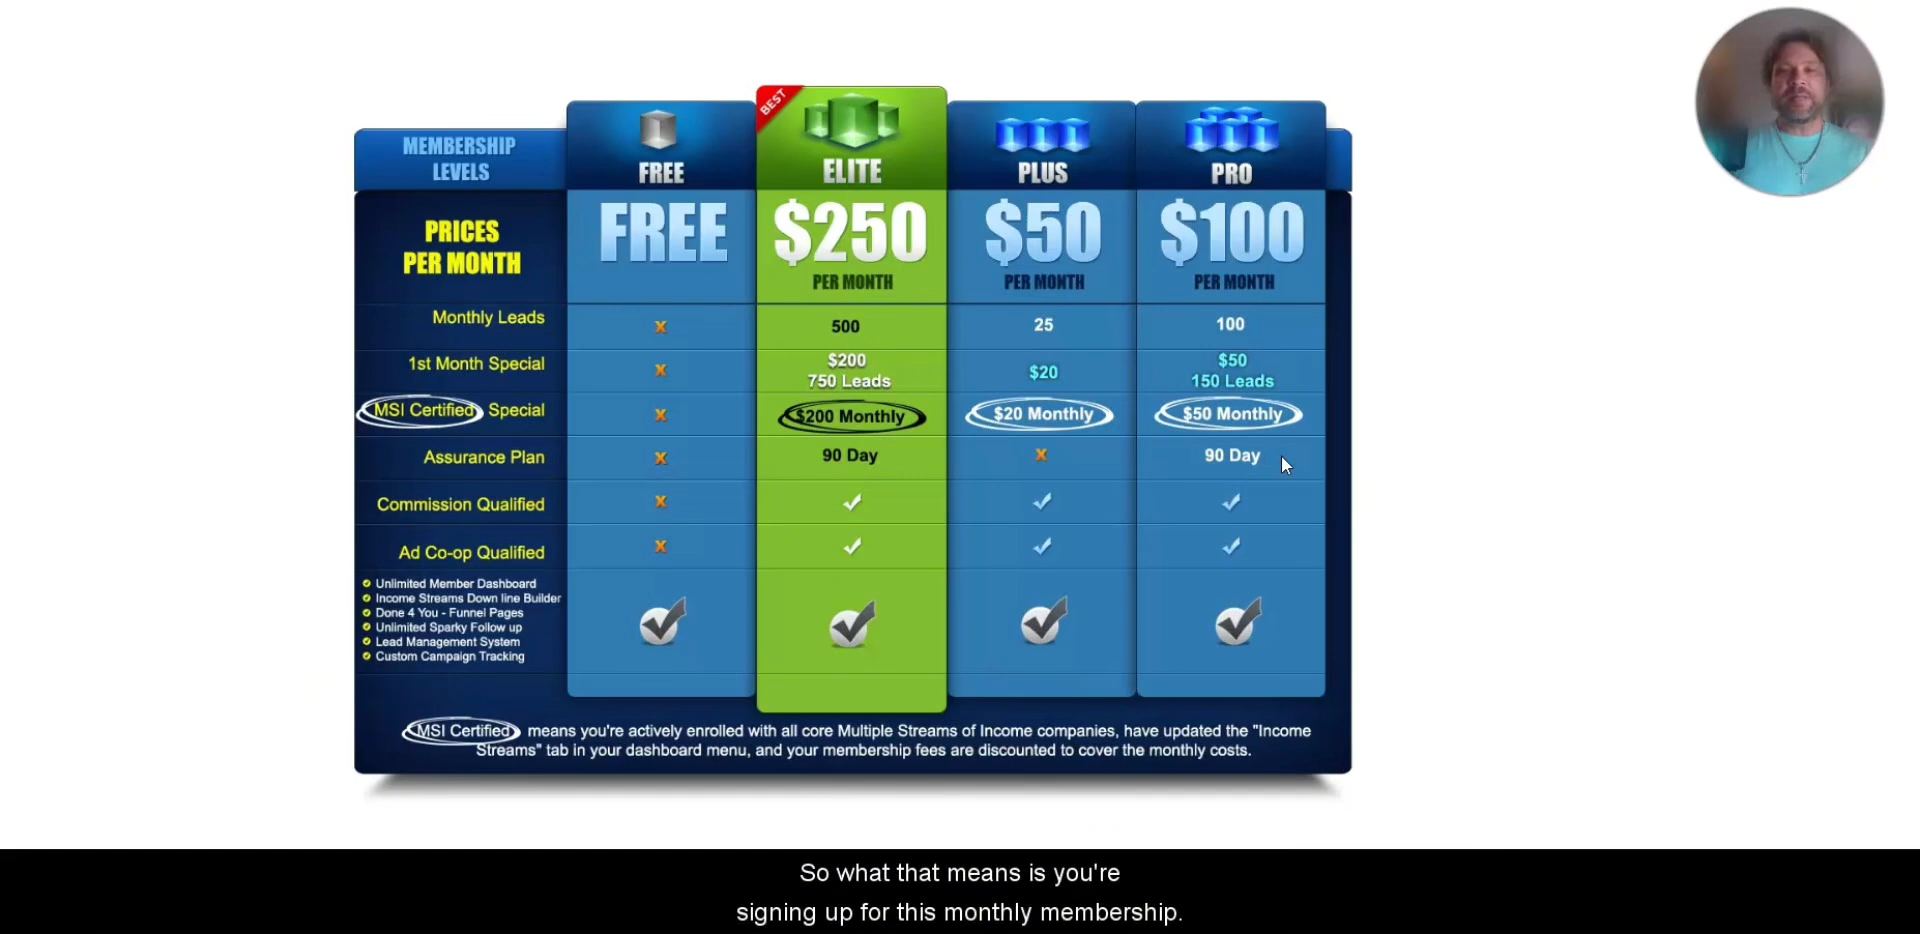 MEMBERSHIP
LEVELS
FREE
BEST
ELITE
PLUS
PRO
PRICES
PER MONTH
FREE
$250
PER MONTH
$50
PER MONTH
$100
PER MONTH
Monthly Leads
X
500
25
100
1st Month Special
X
$200
750 Leads
$20
$50
150 Leads
MSI Certified Special
X
$200 Monthly
$20 Monthly
$50 Monthly
Assurance Plan
X
90 Day
X
90 Day
Commission Qualified
X
Ad Co-op Qualified
X
Unlimited Member Dashboard
Income Streams Down line Builder
Done 4 You - Funnel Pages
Unlimited Sparky Follow up
Lead Management System
Custom Campaign Tracking
MSI Certified means you're actively enrolled with all core Multiple Streams of Income companies, have updated the "Income
Streams" tab in your dashboard menu, and your membership fees are discounted to cover the monthly costs.
So what that means is you're
signing up for this monthly membership.